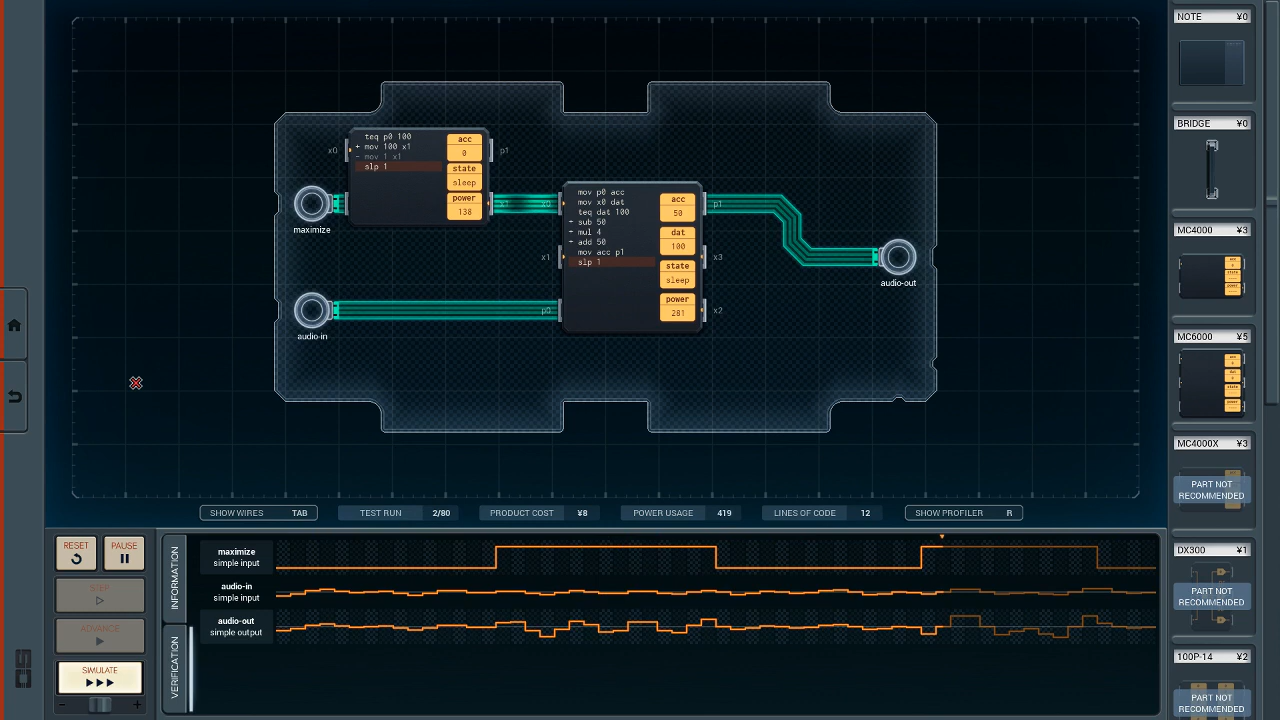 NOTE ¥0
BRIDGE ¥0
MC4000 ¥3
MC6000 ¥5
MC4000X ¥3
PART NOT
RECOMMENDED
DX300 ¥1
PART NOT
RECOMMENDED
100P-14 ¥2
PART NOT
RECOMMENDED
teq p0 100
+ mov 100 x1
- mov 1 x1
slp 1
acc
0
state
sleep
power
138
x0
p1
x1
maximize
mov p0 acc
mov x0 dat
teq dat 100
+ sub 50
+ mul 4
+ add 50
mov acc p1
slp 1
acc
50
dat
100
state
sleep
power
281
x0
x1
p0
p1
x3
x2
audio-in
audio-out
SHOW WIRES TAB
TEST RUN 2/80
PRODUCT COST ¥8
POWER USAGE 419
LINES OF CODE 12
SHOW PROFILER R
RESET
PAUSE
STEP
ADVANCE
SIMULATE
- +
INFORMATION
VERIFICATION
maximize
simple input
audio-in
simple input
audio-out
simple output